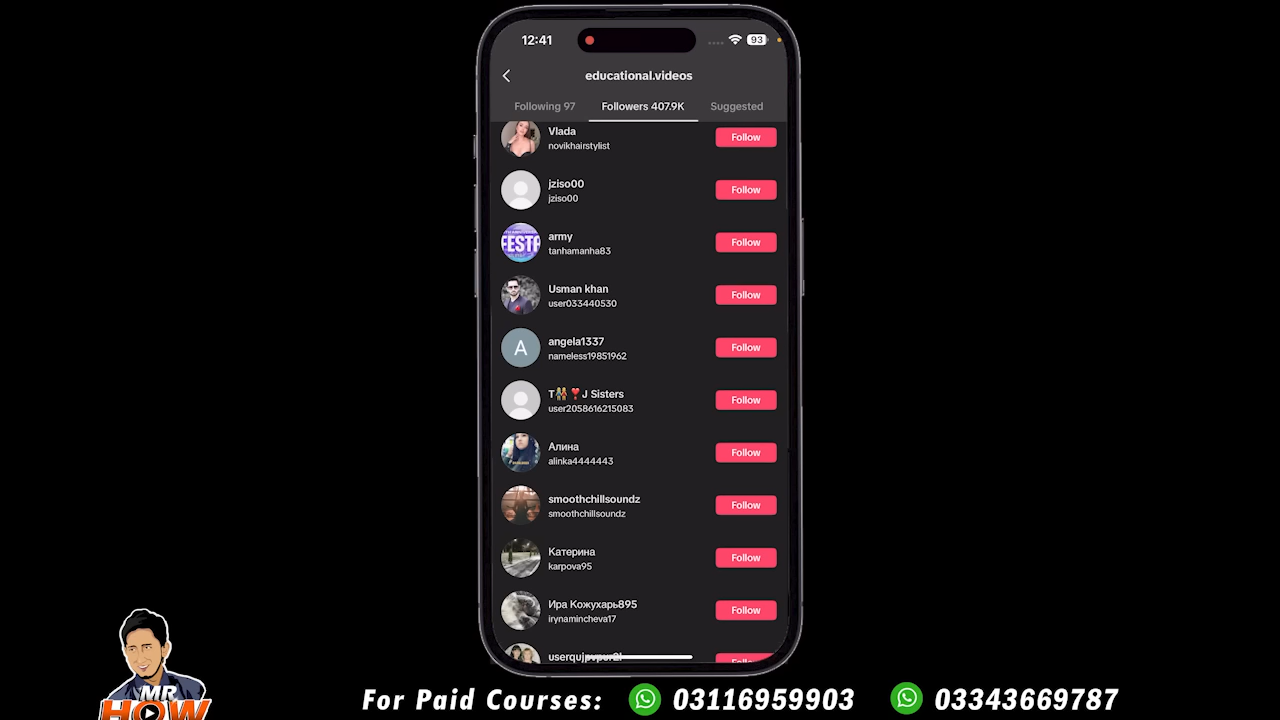 12:41
93
educational.videos
Following 97 Followers 407.9K Suggested
Vlada
novikhairstylist
Follow
jziso00
jziso00
Follow
army
tanhamanha83
Follow
FESTA
Usman khan
user033440530
Follow
A
angela1337
nameless19851962
Follow
T👭❣️J Sisters
user2058616215083
Follow
Алина
alinka4444443
Follow
smoothchillsoundz
smoothchillsoundz
Follow
Катерина
karpova95
Follow
Ира Кожухарь895
irynamincheva17
Follow
Follow
MR
HOW
For Paid Courses: 03116959903 03343669787